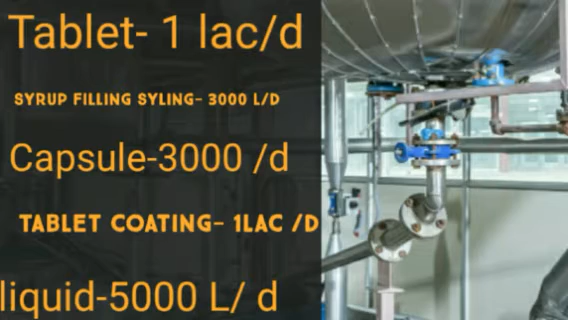 Tablet- 1 lac/d
SYRUP FILLING SYLING- 3000 L/D
Capsule-3000 /d
TABLET COATING- 1LAC /D
liquid-5000 L/ d